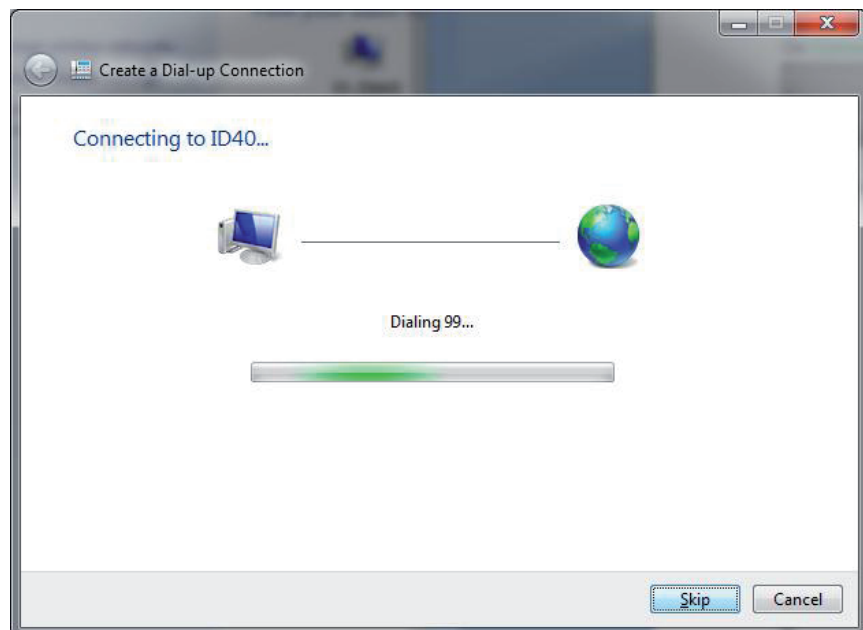 Create a Dial-up Connection
Connecting to ID40...
Dialing 99...
Skip
Cancel